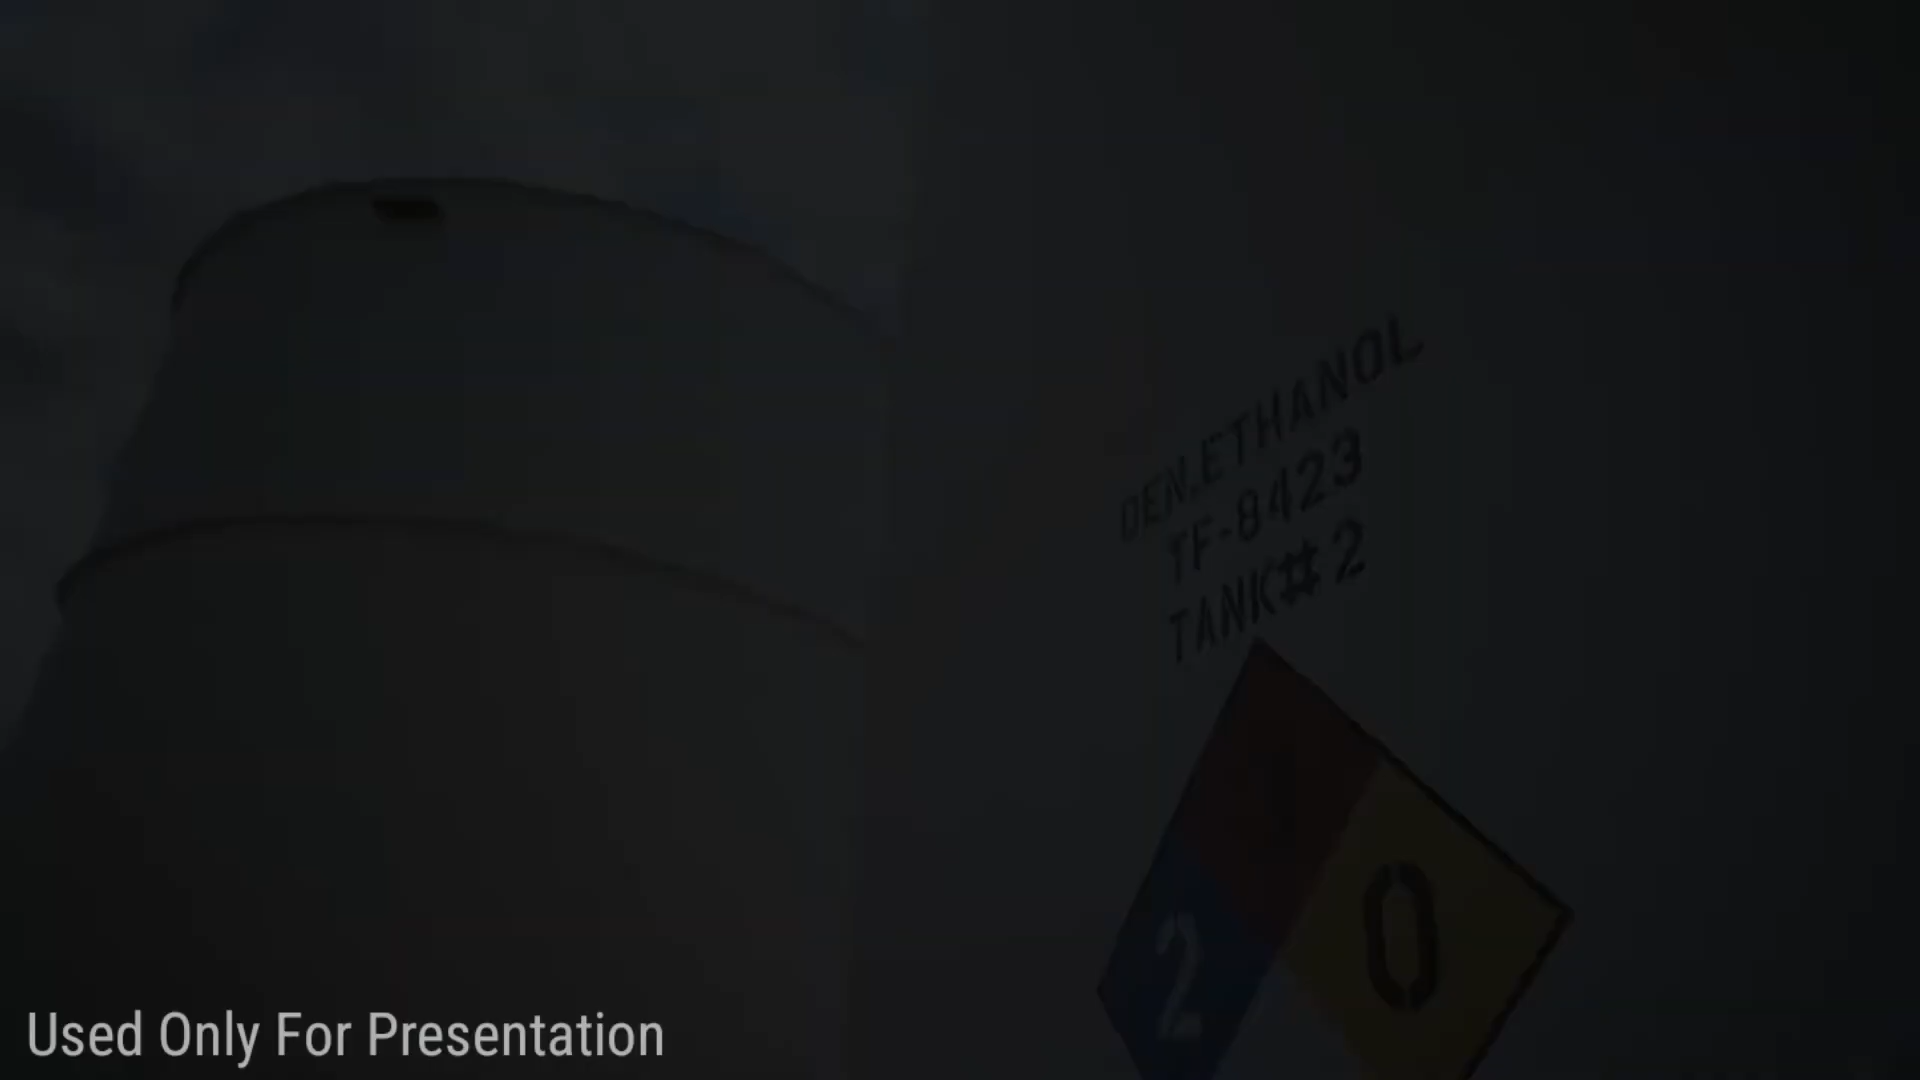 DEN.ETHANOL
TF-8423
TANK#2
2
0
Used Only For Presentation